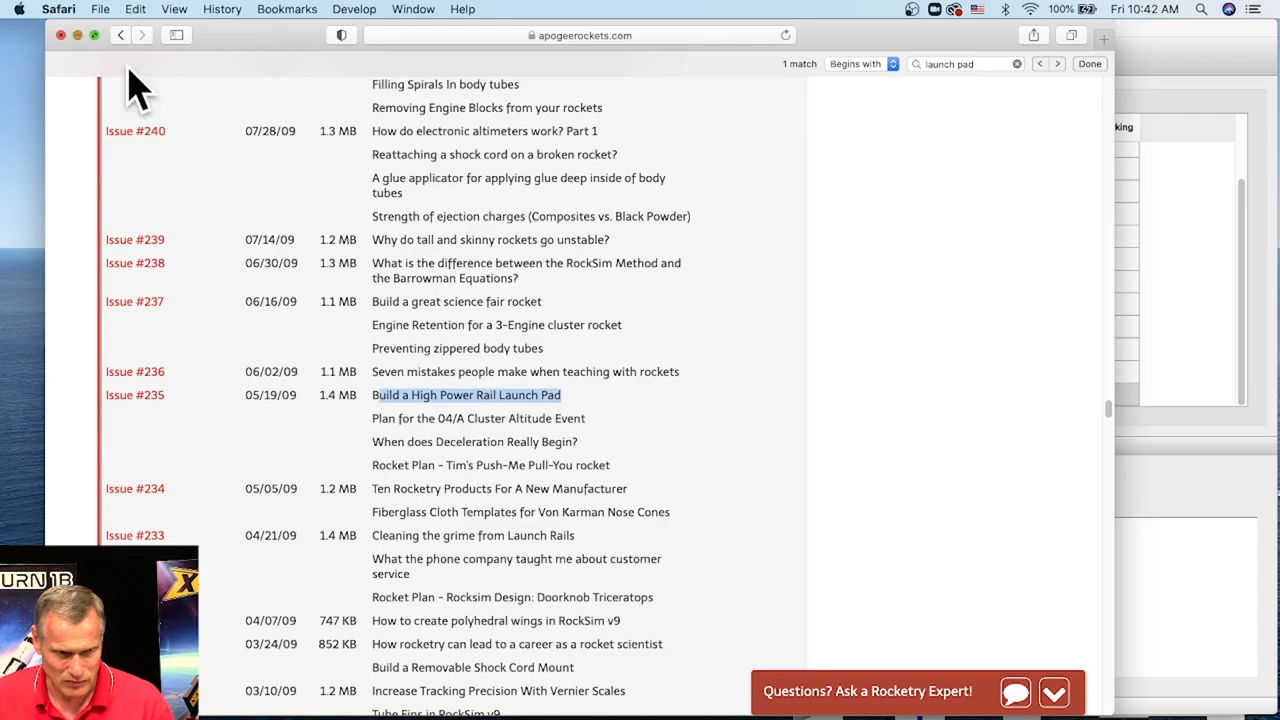 Safari File Edit View History Bookmarks Develop Window Help 100% Fri 10:42 AM
apogeerockets.com
1 match Begins with launch pad Done
Filling Spirals In body tubes
Removing Engine Blocks from your rockets
king
Issue #240 07/28/09 1.3 MB How do electronic altimeters work? Part 1
Reattaching a shock cord on a broken rocket?
A glue applicator for applying glue deep inside of body
tubes
Strength of ejection charges (Composites vs. Black Powder)
Issue #239 07/14/09 1.2 MB Why do tall and skinny rockets go unstable?
Issue #238 06/30/09 1.3 MB What is the difference between the RockSim Method and
the Barrowman Equations?
Issue #237 06/16/09 1.1 MB Build a great science fair rocket
Engine Retention for a 3-Engine cluster rocket
Preventing zippered body tubes
Issue #236 06/02/09 1.1 MB Seven mistakes people make when teaching with rockets
Issue #235 05/19/09 1.4 MB Build a High Power Rail Launch Pad
Plan for the 04/A Cluster Altitude Event
When does Deceleration Really Begin?
Rocket Plan - Tim's Push-Me Pull-You rocket
Issue #234 05/05/09 1.2 MB Ten Rocketry Products For A New Manufacturer
Fiberglass Cloth Templates for Von Karman Nose Cones
Issue #233 04/21/09 1.4 MB Cleaning the grime from Launch Rails
What the phone company taught me about customer
service
Rocket Plan - Rocksim Design: Doorknob Triceratops
04/07/09 747 KB How to create polyhedral wings in RockSim v9
03/24/09 852 KB How rocketry can lead to a career as a rocket scientist
Build a Removable Shock Cord Mount
03/10/09 1.2 MB Increase Tracking Precision With Vernier Scales
Tube Fins in RockSim v9
Questions? Ask a Rocketry Expert!
URN 1B
X